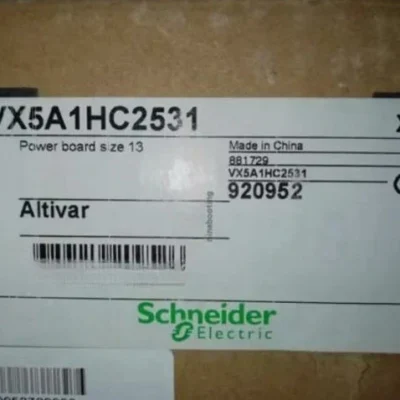 VX5A1HC2531
Power board size 13
Made in China
881729
VX5A1HC2531
920952
Altivar
Schneider
Electric